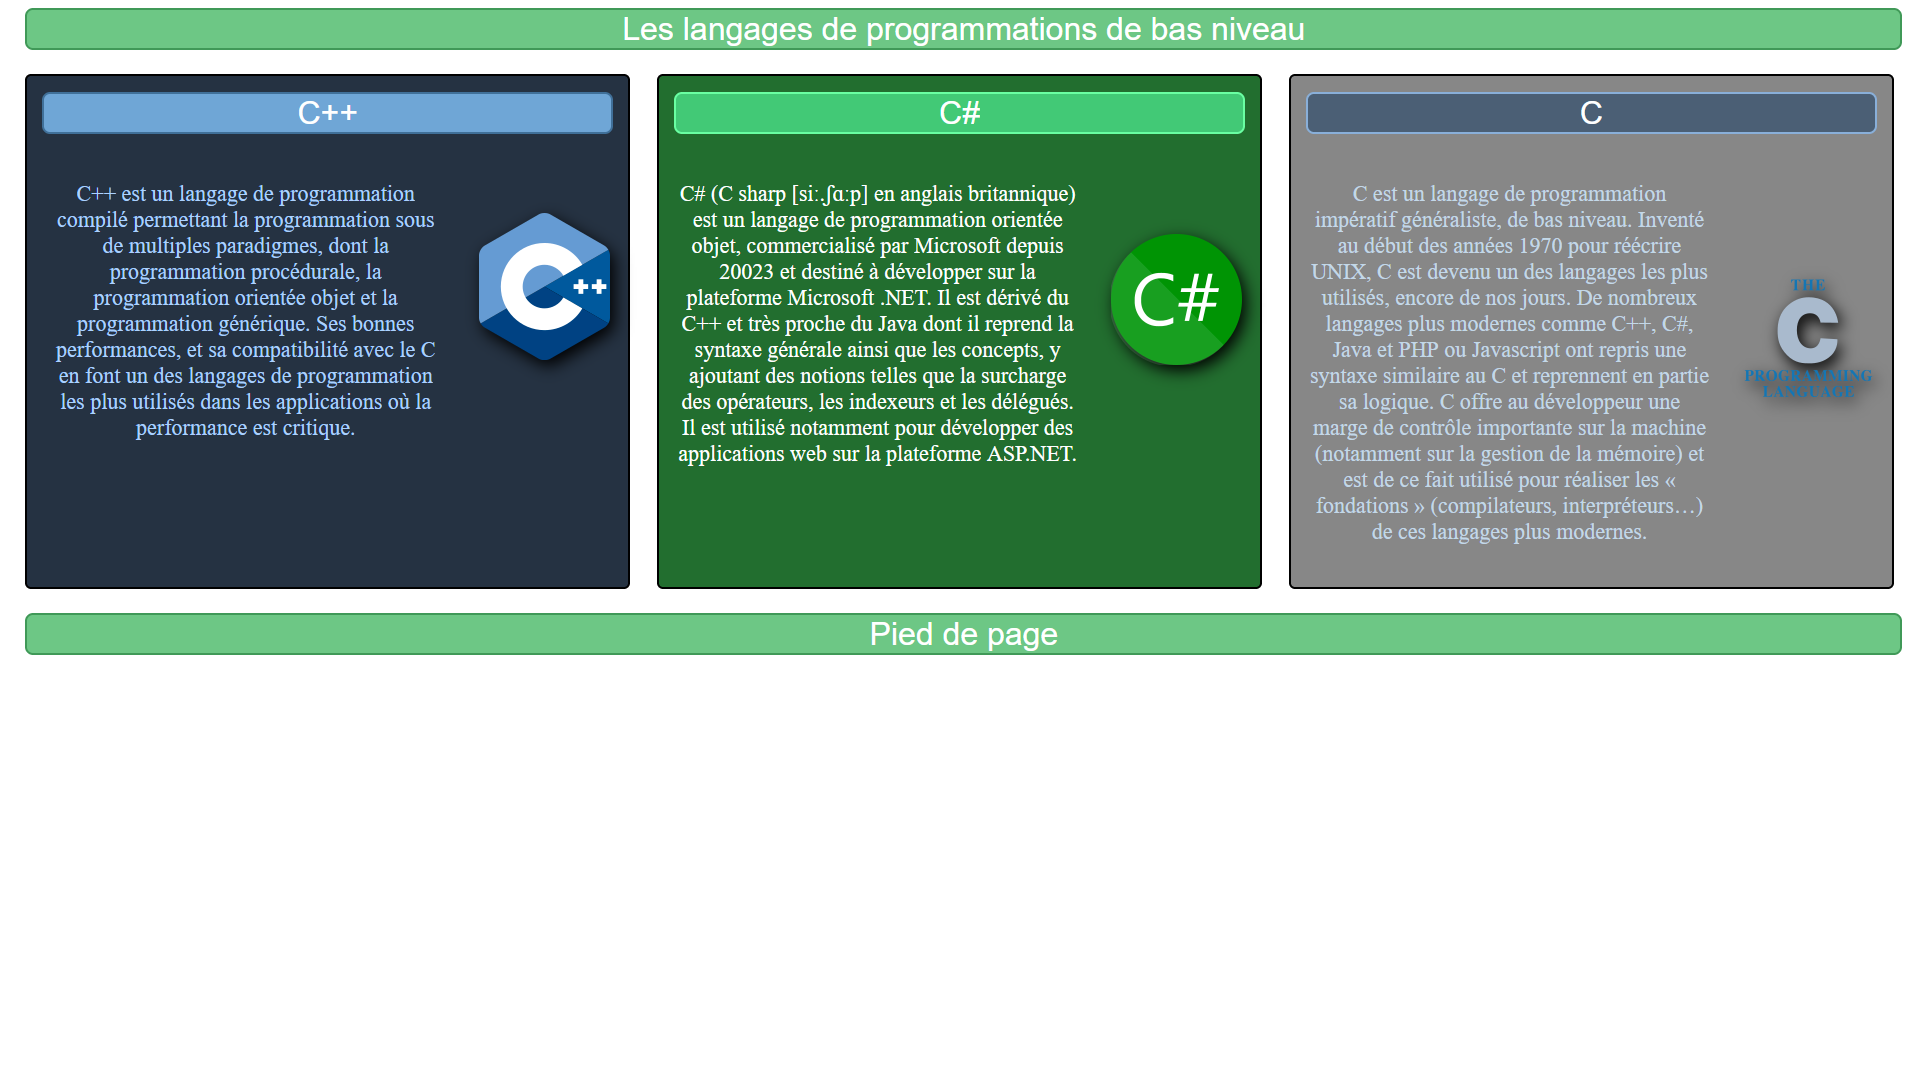 Les langages de programmations de bas niveau
C++
C++ est un langage de programmation
compilé permettant la programmation sous
de multiples paradigmes, dont la
programmation procédurale, la
programmation orientée objet et la
programmation générique. Ses bonnes
performances, et sa compatibilité avec le C
en font un des langages de programmation
les plus utilisés dans les applications où la
performance est critique.
C++
C#
C# (C sharp [siː.ʃɑːp] en anglais britannique)
est un langage de programmation orientée
objet, commercialisé par Microsoft depuis
20023 et destiné à développer sur la
plateforme Microsoft .NET. Il est dérivé du
C++ et très proche du Java dont il reprend la
syntaxe générale ainsi que les concepts, y
ajoutant des notions telles que la surcharge
des opérateurs, les indexeurs et les délégués.
Il est utilisé notamment pour développer des
applications web sur la plateforme ASP.NET.
C#
C
C est un langage de programmation
impératif généraliste, de bas niveau. Inventé
au début des années 1970 pour réécrire
UNIX, C est devenu un des langages les plus
utilisés, encore de nos jours. De nombreux
langages plus modernes comme C++, C#,
Java et PHP ou Javascript ont repris une
syntaxe similaire au C et reprennent en partie
sa logique. C offre au développeur une
marge de contrôle importante sur la machine
(notamment sur la gestion de la mémoire) et
est de ce fait utilisé pour réaliser les «
fondations » (compilateurs, interpréteurs…)
de ces langages plus modernes.
THE
C
PROGRAMMING
LANGUAGE
Pied de page